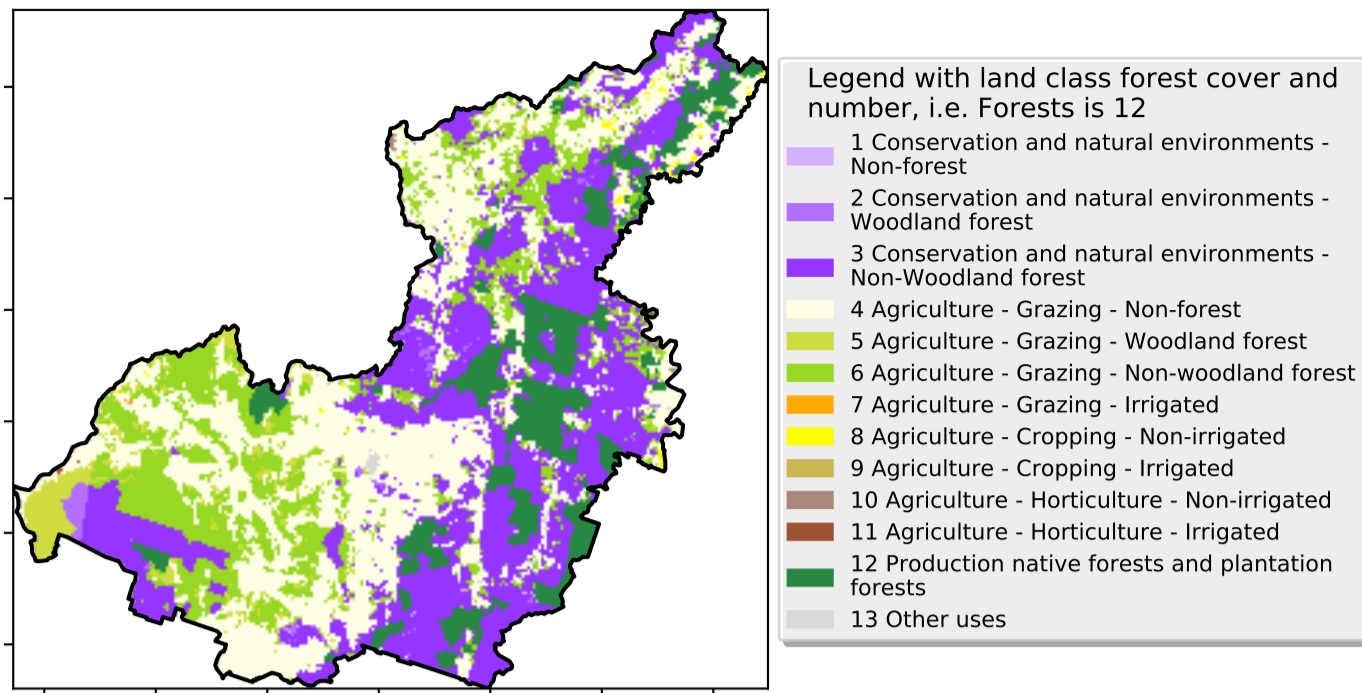 Legend with land class forest cover and
number, i.e. Forests is 12
1 Conservation and natural environments -
Non-forest
2 Conservation and natural environments -
Woodland forest
3 Conservation and natural environments -
Non-Woodland forest
4 Agriculture - Grazing - Non-forest
5 Agriculture - Grazing - Woodland forest
6 Agriculture - Grazing - Non-woodland forest
7 Agriculture - Grazing - Irrigated
8 Agriculture - Cropping - Non-irrigated
9 Agriculture - Cropping - Irrigated
10 Agriculture - Horticulture - Non-irrigated
11 Agriculture - Horticulture - Irrigated
12 Production native forests and plantation
forests
13 Other uses